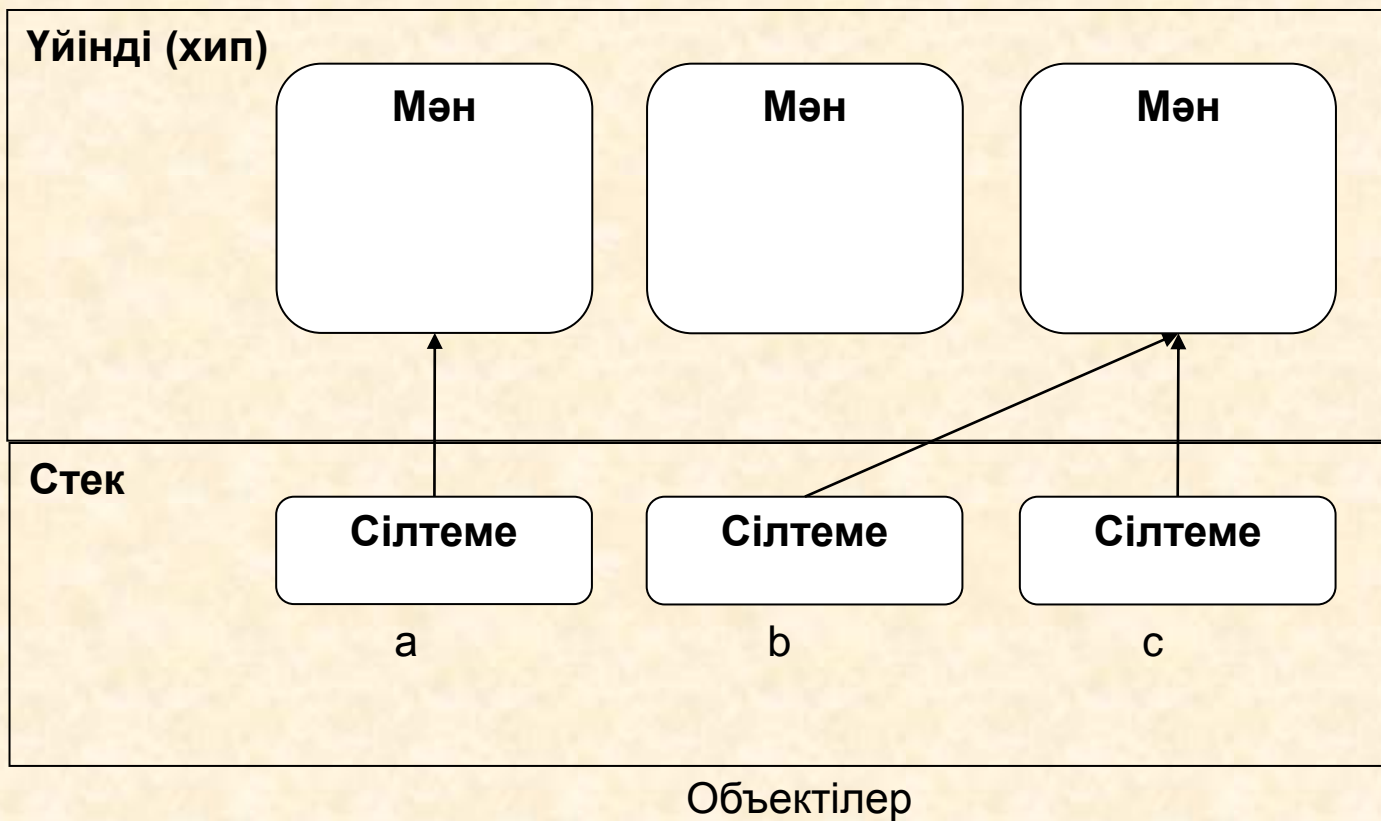 Үйінді (хип)
Мән Мән Мән
Стек
Сілтеме Сілтеме Сілтеме
a b c
Объектілер